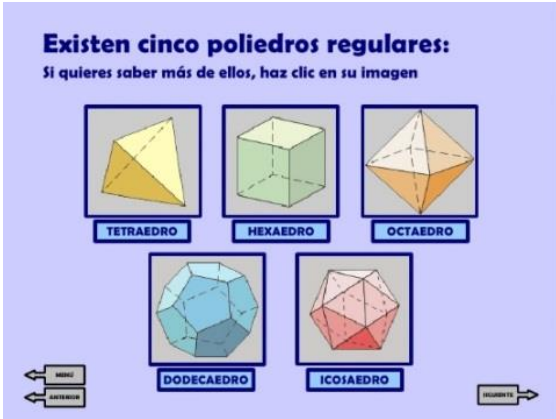 Existen cinco poliedros regulares:
Si quieres saber más de ellos, haz clic en su imagen
TETRAEDRO
HEXAEDRO
OCTAEDRO
DODECAEDRO
ICOSAEDRO
MENÚ
ANTERIOR
SIGUIENTE